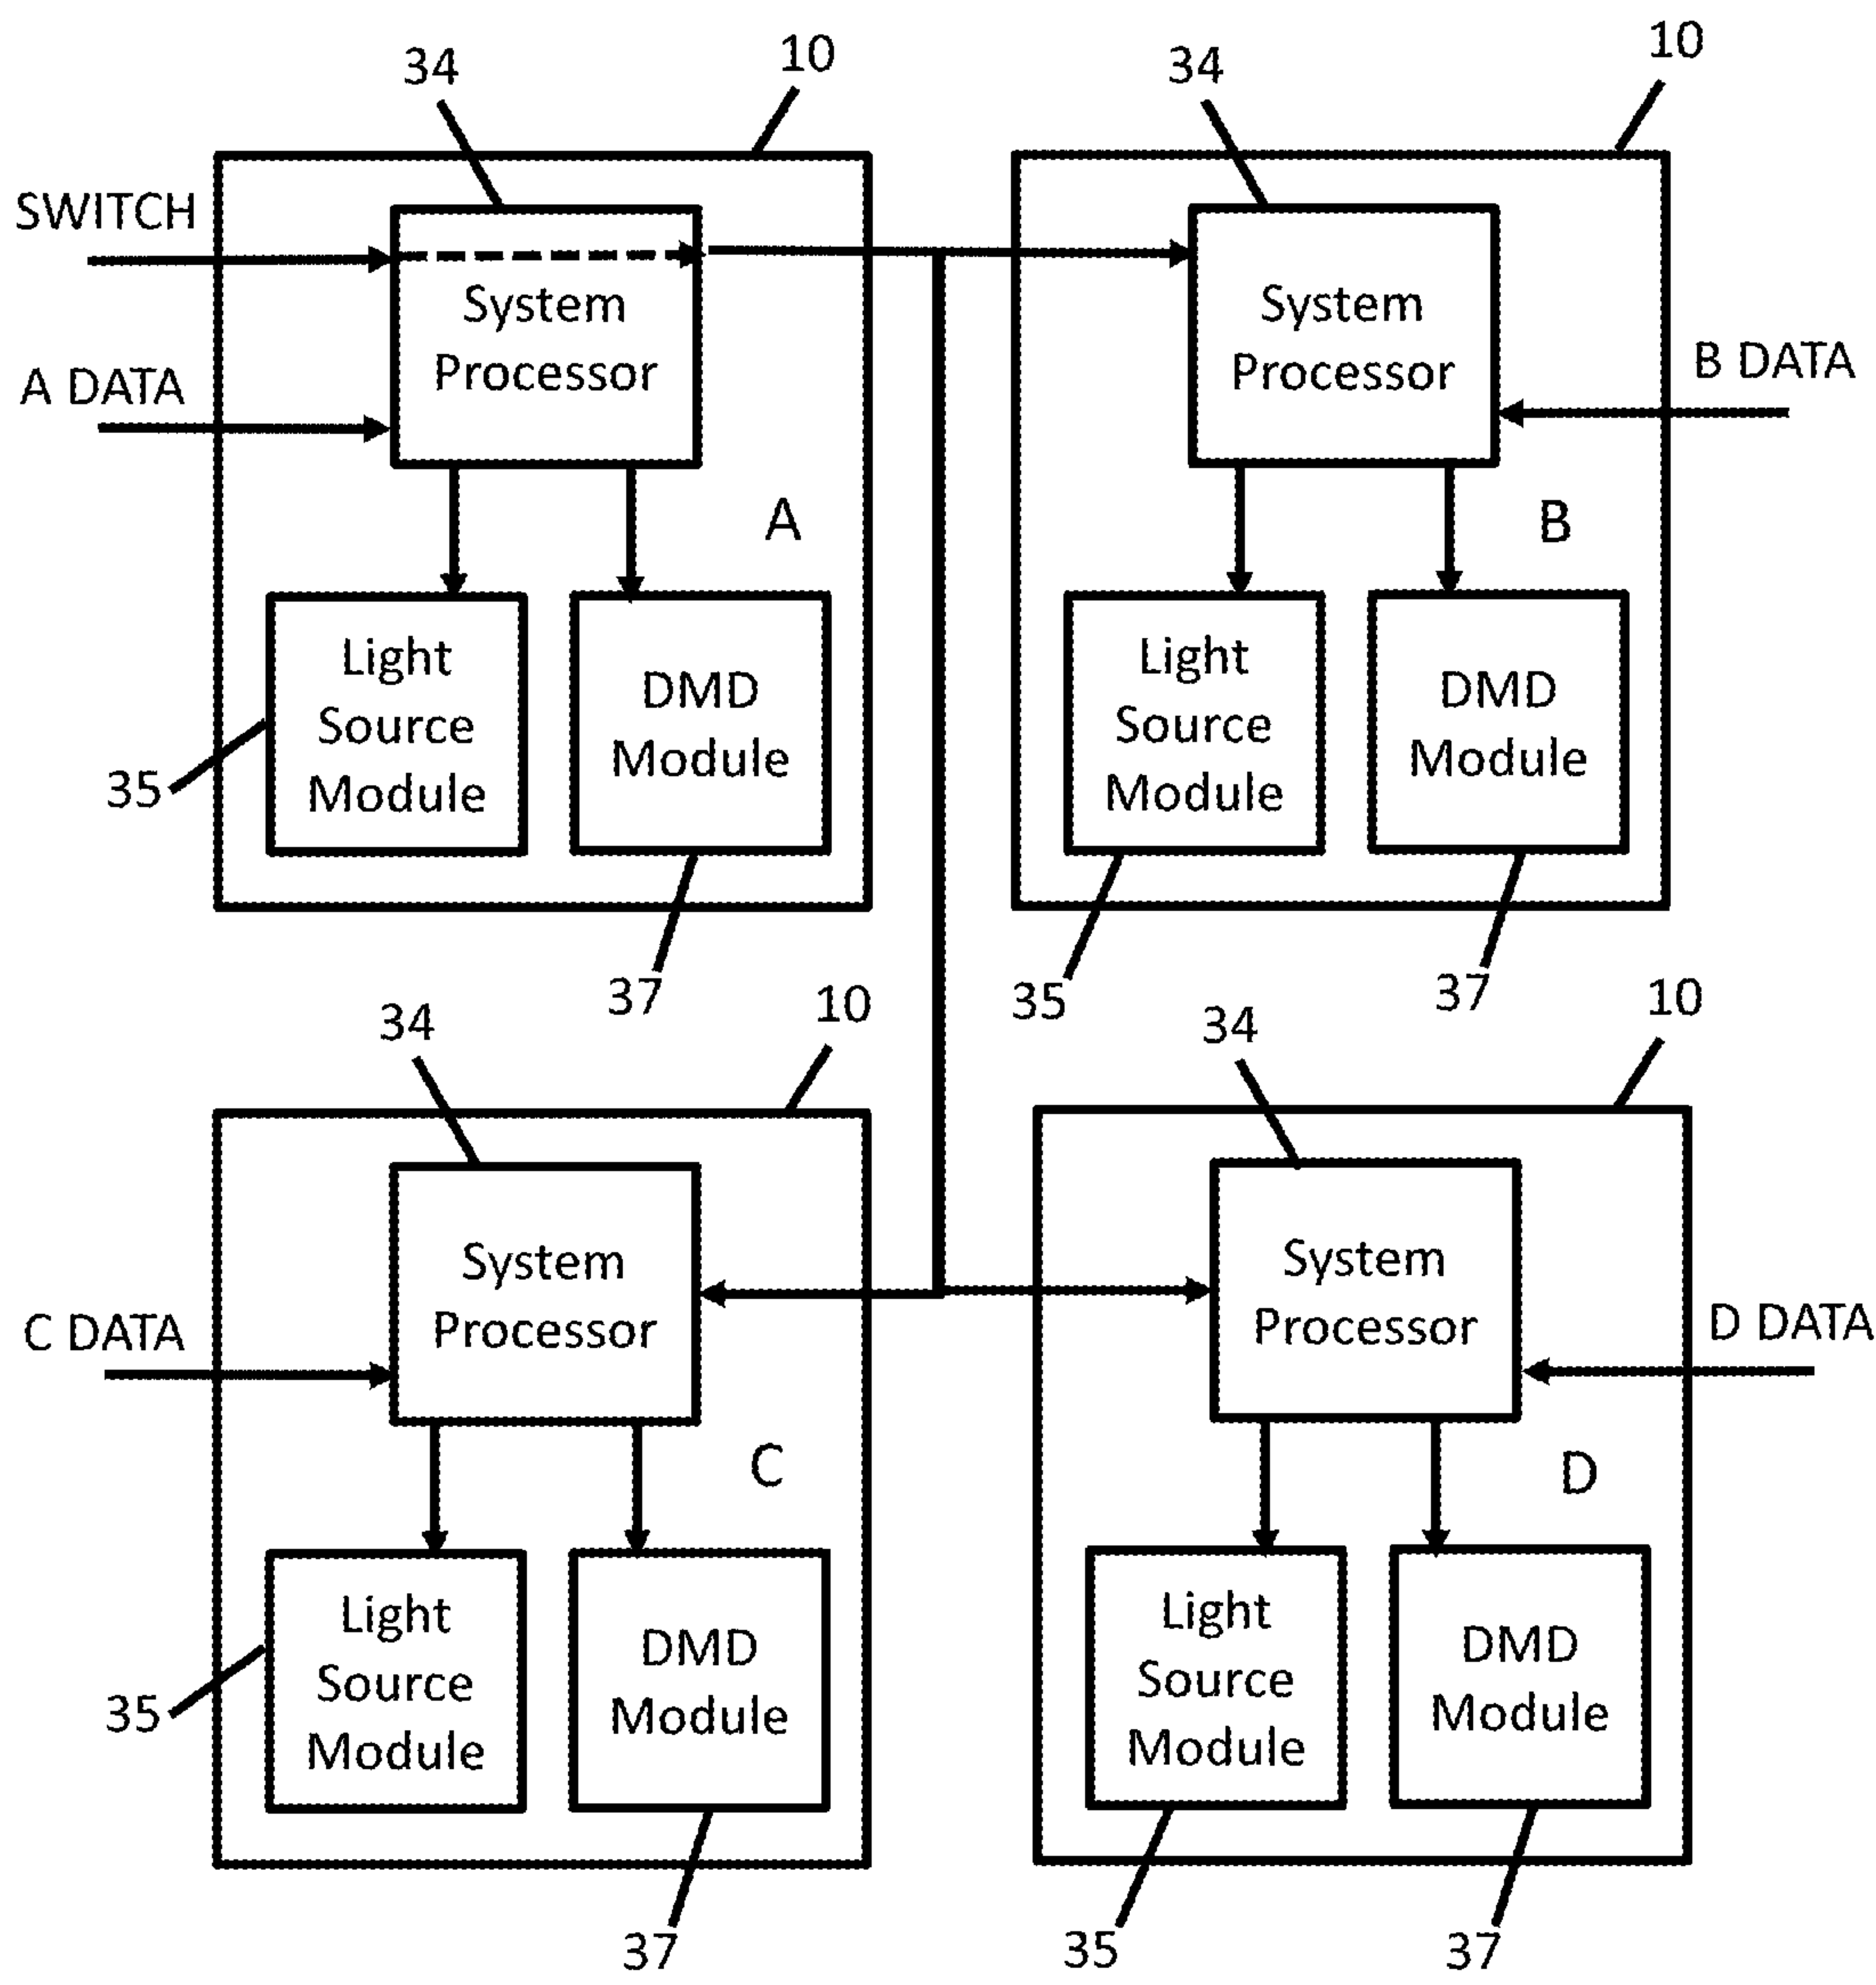 34
10
34
10
SWITCH
A DATA
System
Processor
A
Light
Source
Module
DMD
Module
35
37
System
Processor
B DATA
B
Light
Source
Module
DMD
Module
35
37
34
10
34
10
C DATA
System
Processor
C
Light
Source
Module
DMD
Module
35
37
System
Processor
D DATA
D
Light
Source
Module
DMD
Module
35
37